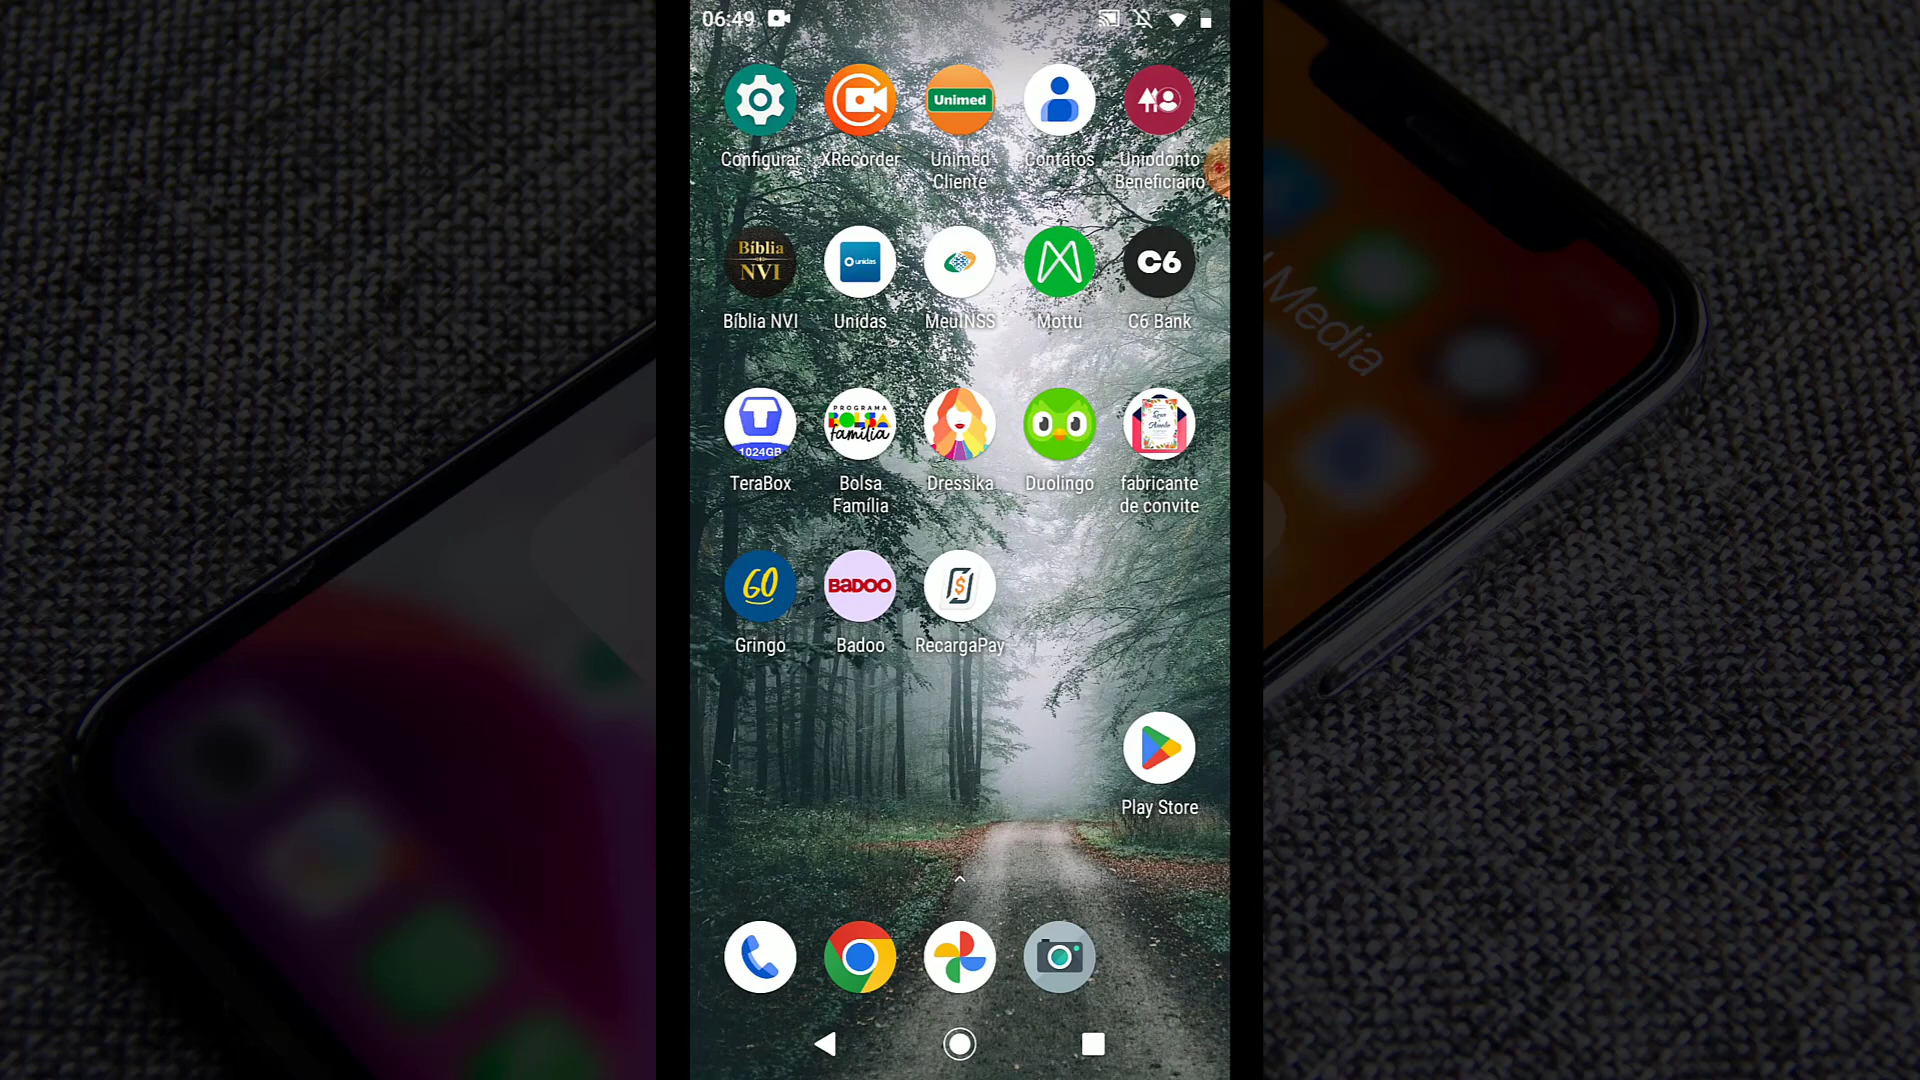 06:49
Unimed
Configurar
XRecorder
Unimed
Cliente
Contatos
Uniodonto
Beneficiário
Bíblia
NVI
unidas
C6
Bíblia NVI
Unidas
MeuINSS
Mottu
C6 Bank
1024GB
PROGRAMA
BOLSA
família
TeraBox
Bolsa
Família
Dressika
Duolingo
fabricante
de convite
GO
BADOO
Gringo
Badoo
RecargaPay
Play Store
Media